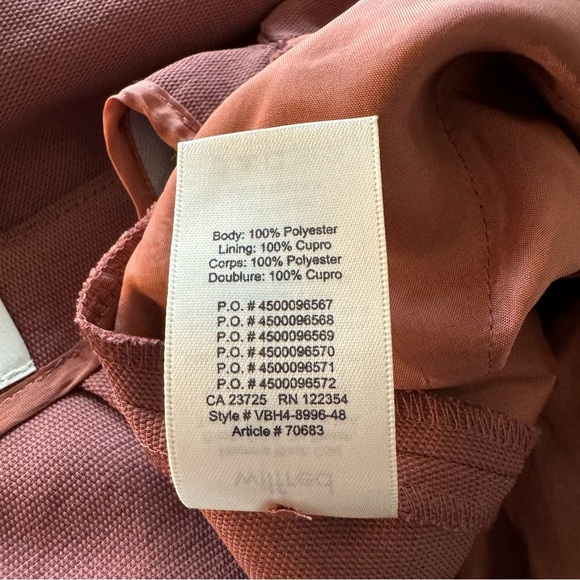 Body: 100% Polyester
Lining: 100% Cupro
Corps: 100% Polyester
Doublure: 100% Cupro
P.O. # 4500096567
P.O. # 4500096568
P.O. # 4500096569
P.O. # 4500096570
P.O. # 4500096571
P.O. # 4500096572
CA 23725 RN 122354
Style # VBH4-8996-48
Article # 70683
wilfred